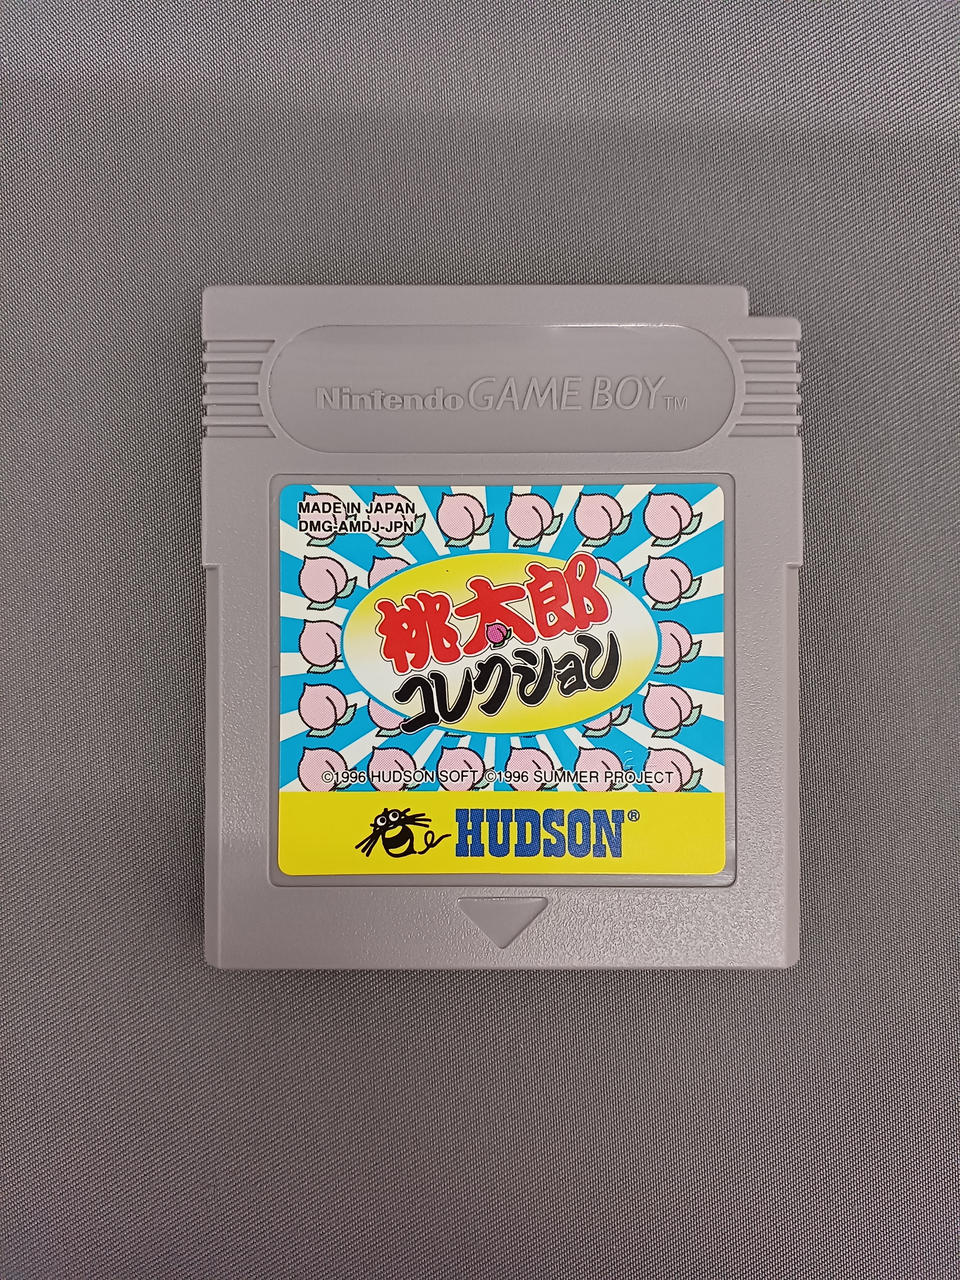 Nintendo GAME BOY TM
MADE IN JAPAN
DMG-AMDJ-JPN
桃太郎
コレクション
©1996 HUDSON SOFT ©1996 SUMMER PROJECT
HUDSON®